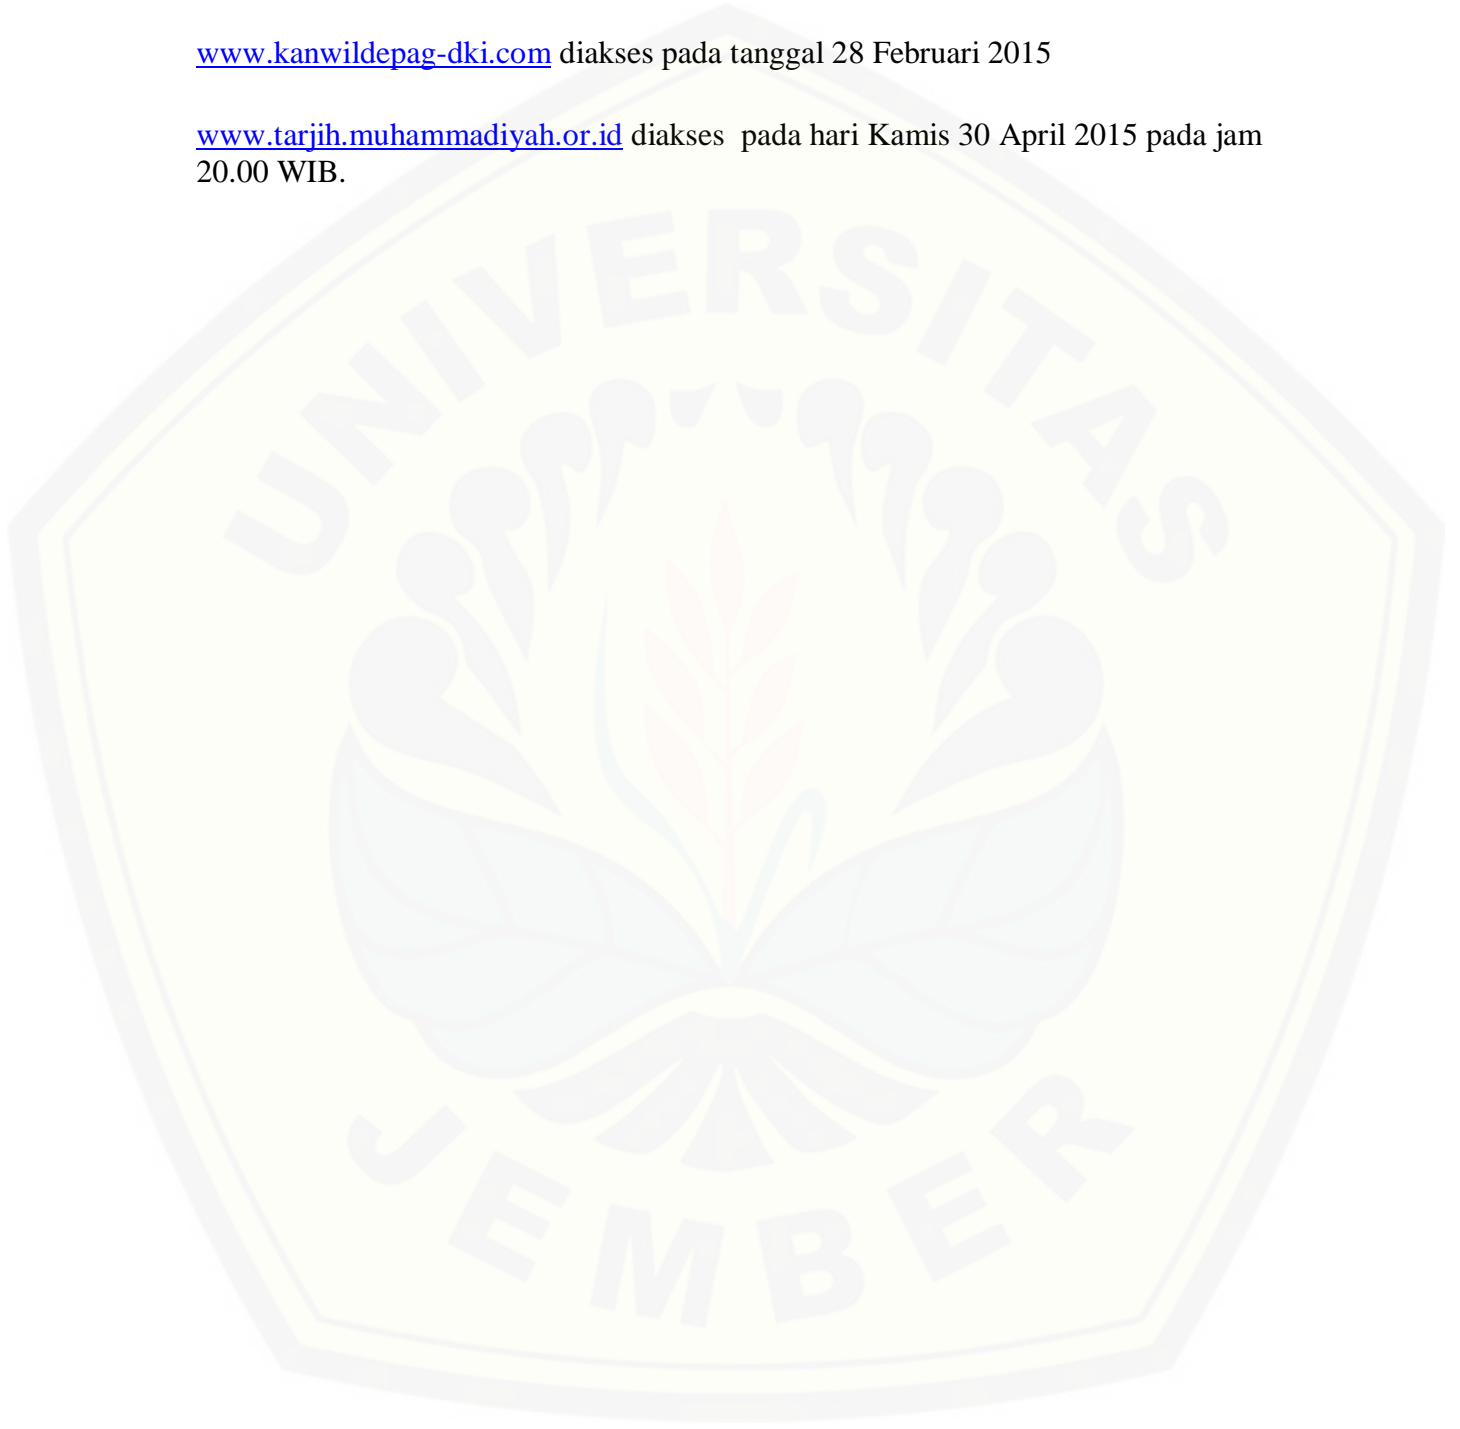 www.kanwildepag-dki.com diakses pada tanggal 28 Februari 2015
www.tarjih.muhammadiyah.or.id diakses  pada hari Kamis 30 April 2015 pada jam
20.00 WIB.
UNIVERSITAS
JEMBER